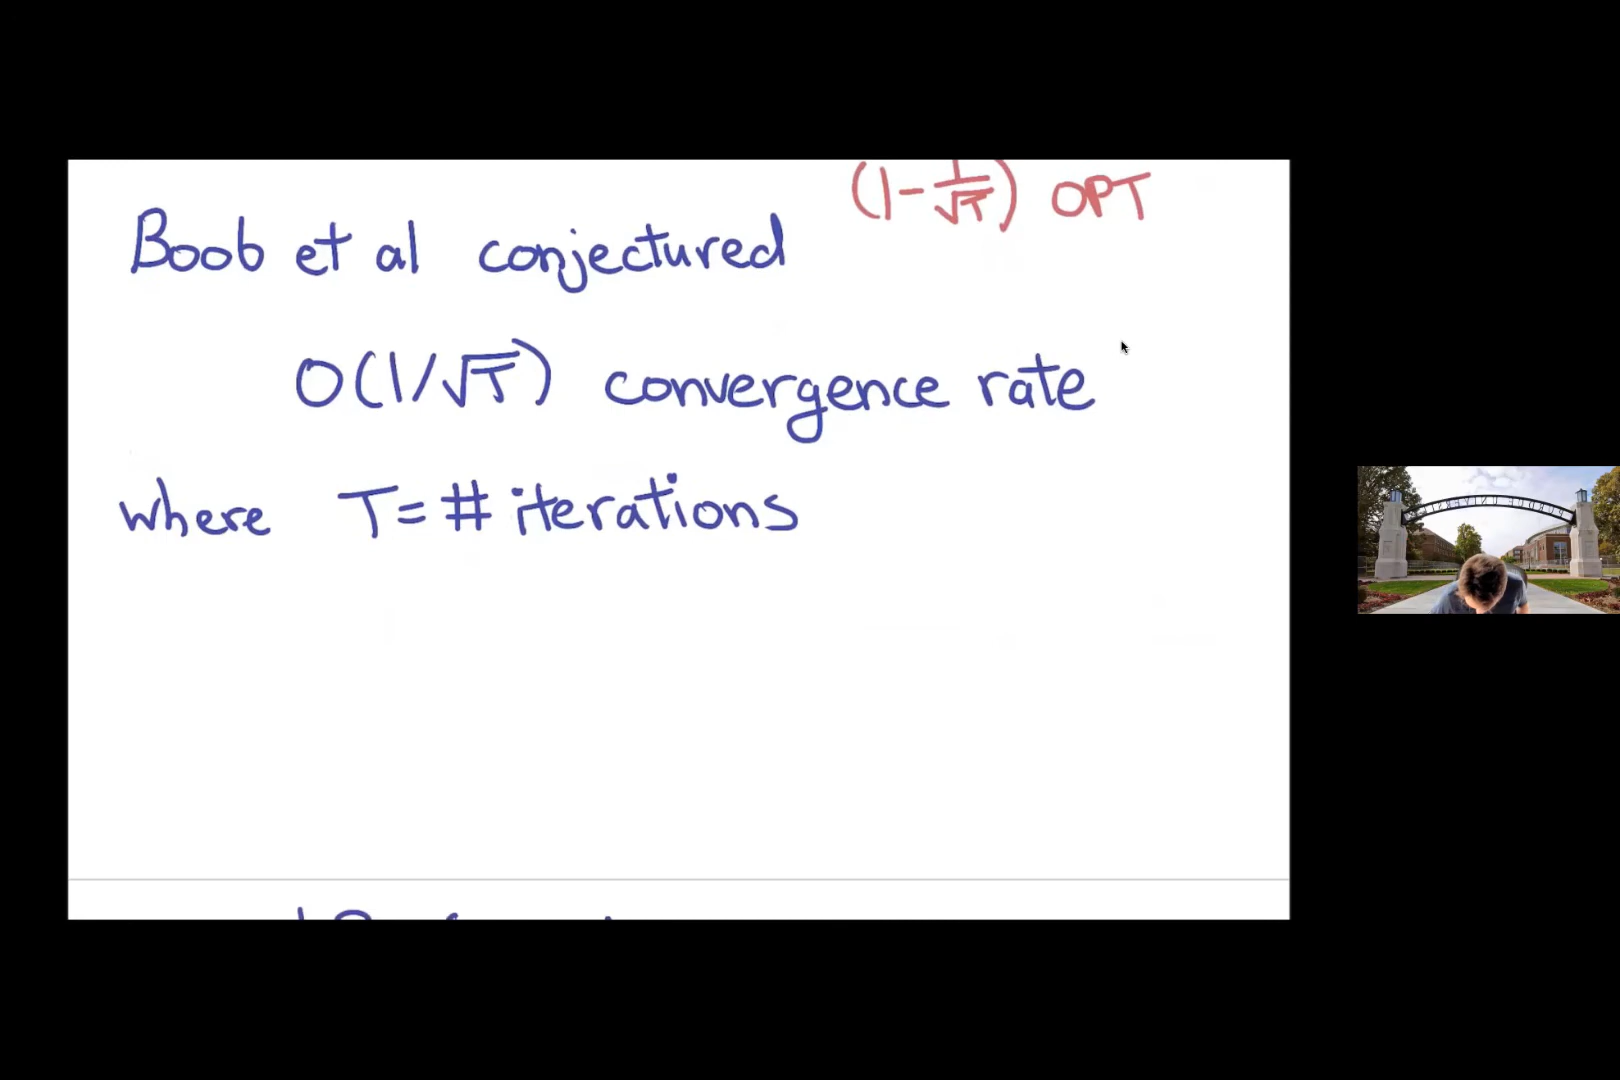 (1-1/√T) OPT
Boob et al conjectured
O(1/√T) convergence rate
where T = # iterations